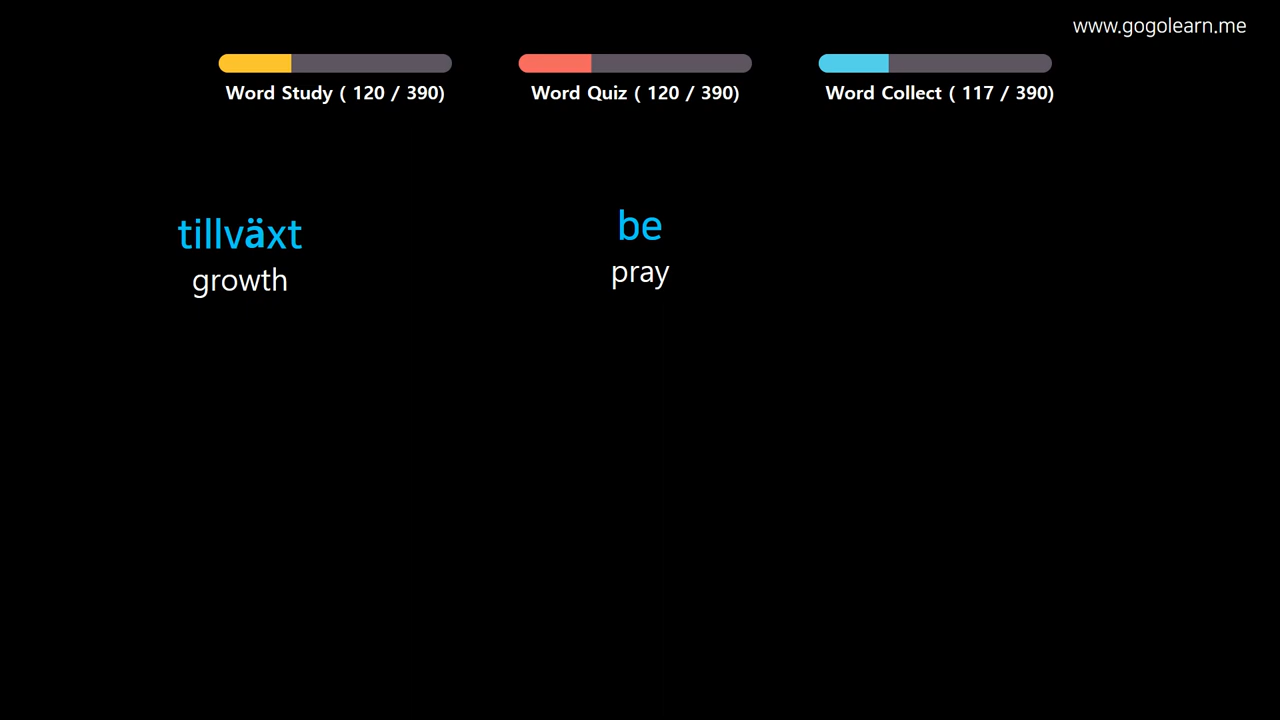 www.gogolearn.me
Word Study ( 120 / 390)
Word Quiz ( 120 / 390)
Word Collect ( 117 / 390)
tillväxt
growth
be
pray